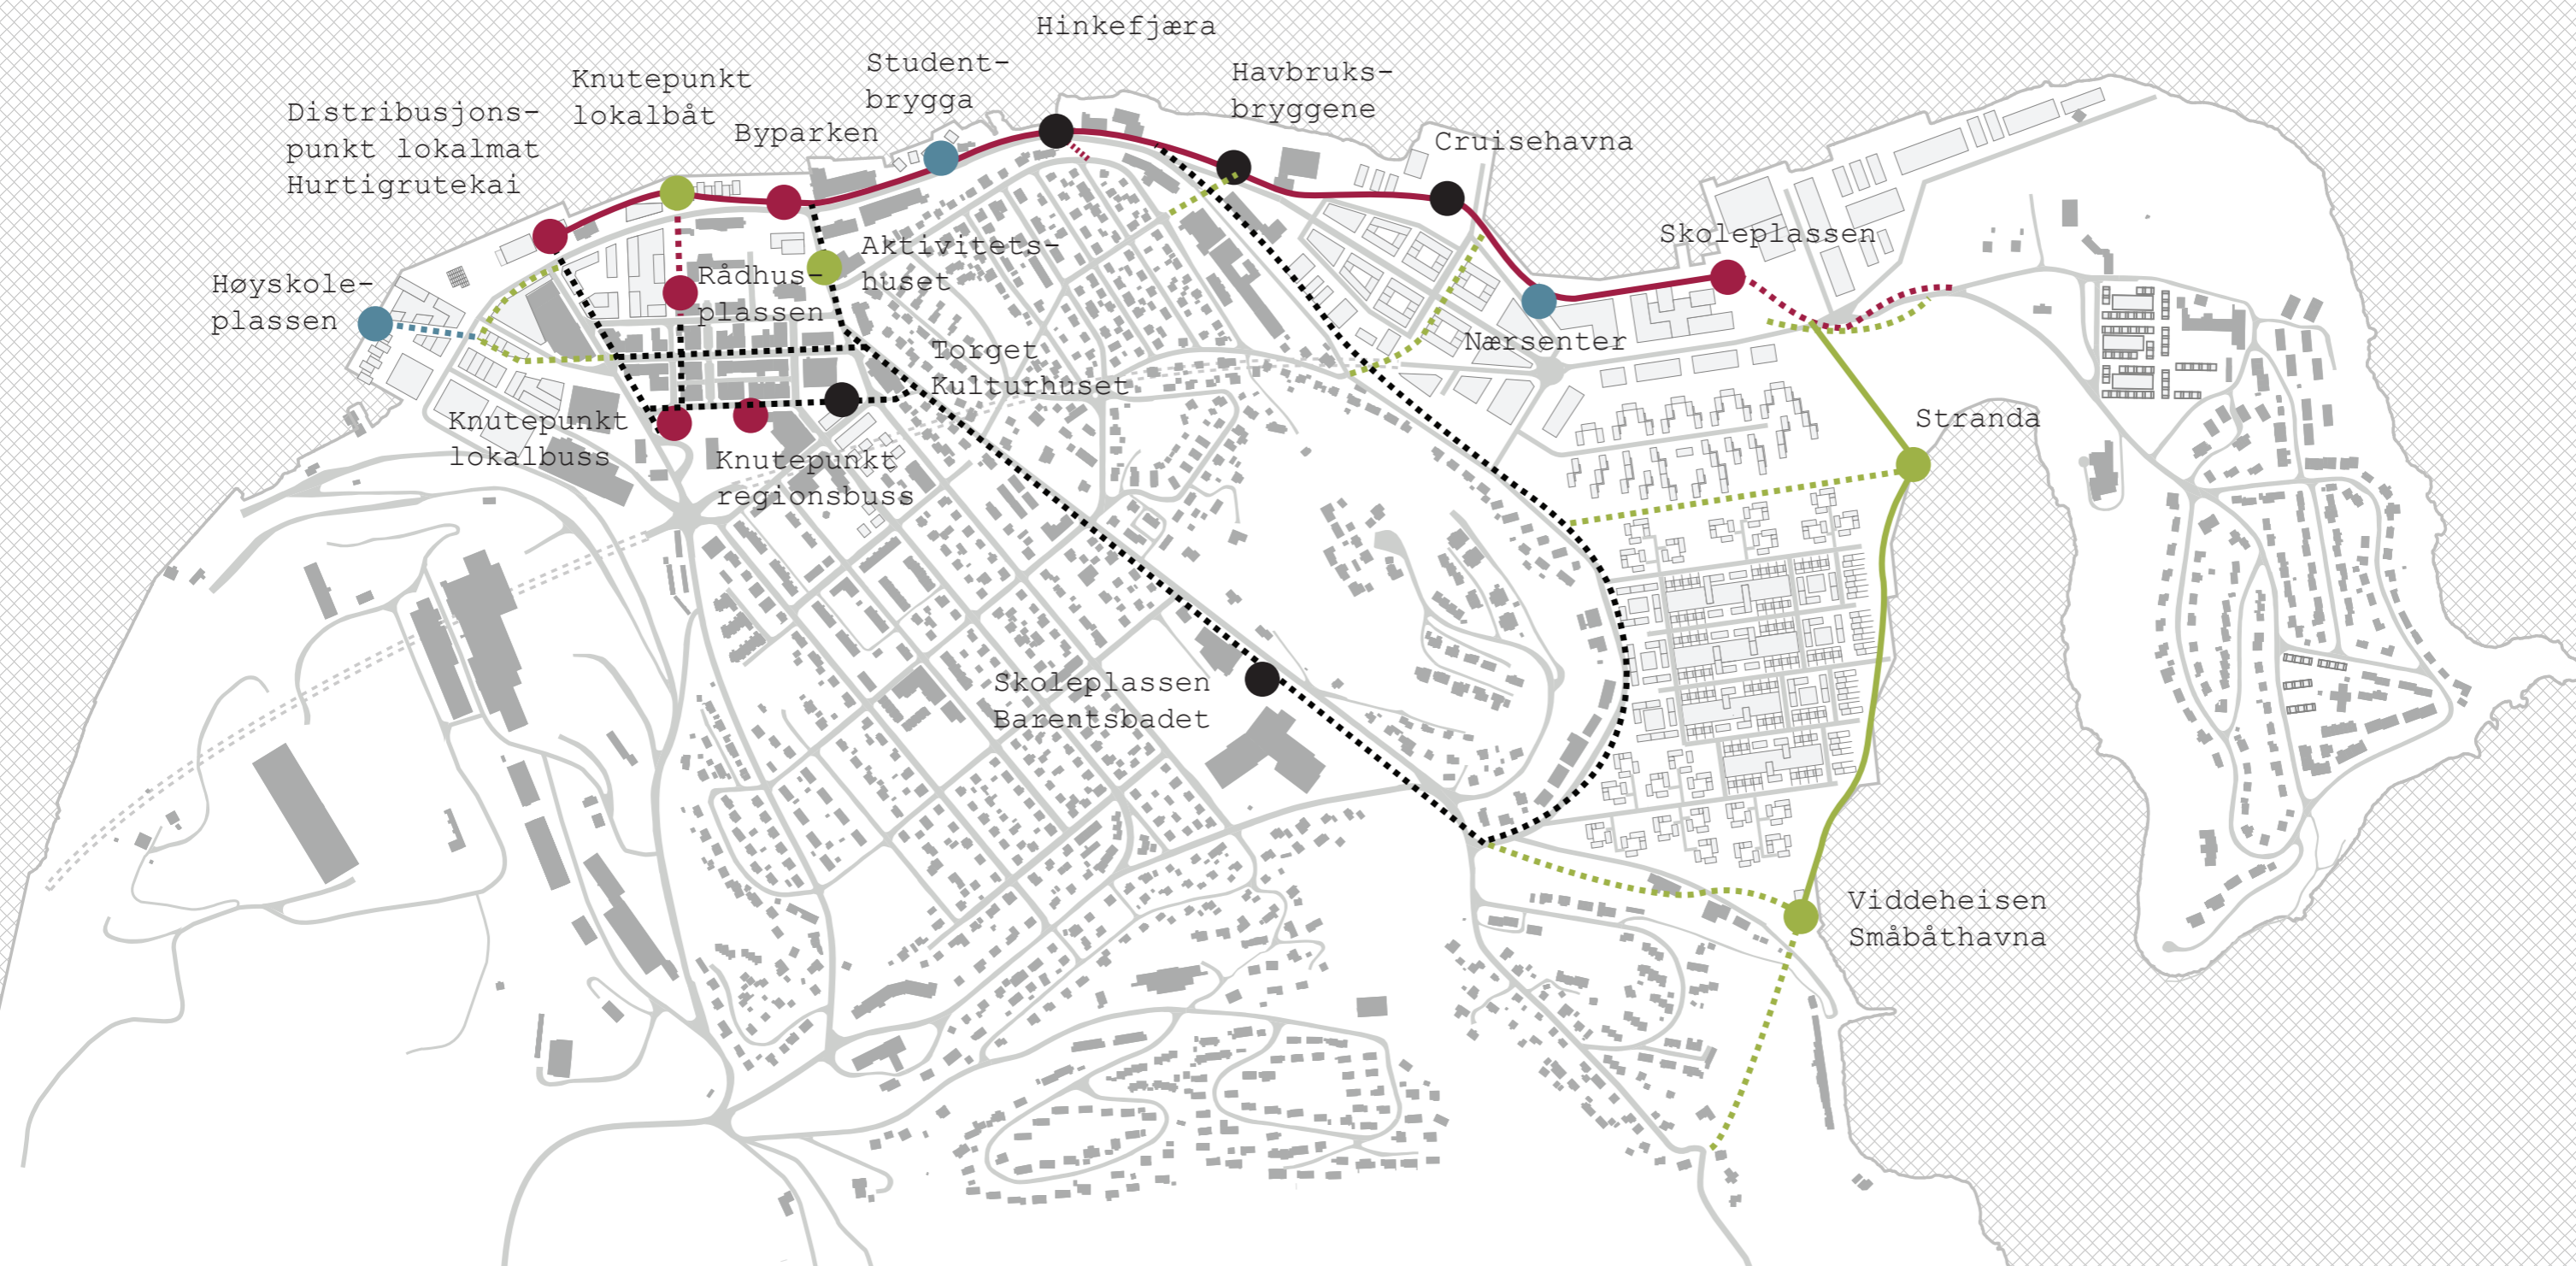 Hinkefjæra
Student-
brygga
Knutepunkt
lokalbåt
Havbruks-
bryggene
Distribusjons-
punkt lokalmat
Hurtigrutekai
Byparken
Cruisehavna
Skoleplassen
Aktivitets-
huset
Rådhus-
plassen
Høyskole-
plassen
Nærsenter
Torget
Kulturhuset
Stranda
Knutepunkt
lokalbuss
Knutepunkt
regionsbuss
Skoleplassen
Barentsbadet
Viddeheisen
Småbåthavna